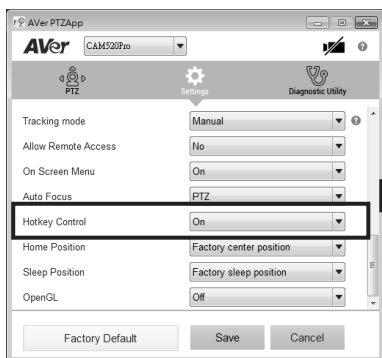 AVer PTZApp
AVer CAM520Pro
PTZ Settings Diagnostic Utility
Tracking mode Manual
Allow Remote Access No
On Screen Menu On
Auto Focus PTZ
Hotkey Control On
Home Position Factory center position
Sleep Position Factory sleep position
OpenGL Off
Factory Default Save Cancel